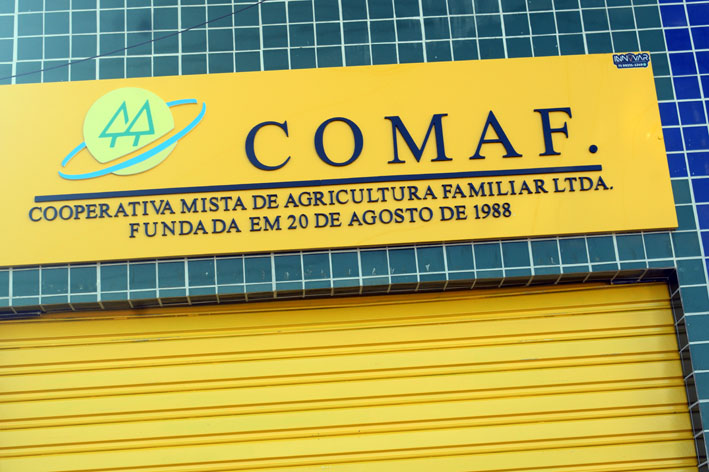 COMAF.
COOPERATIVA MISTA DE AGRICULTURA FAMILIAR LTDA.
FUNDADA EM 20 DE AGOSTO DE 1988